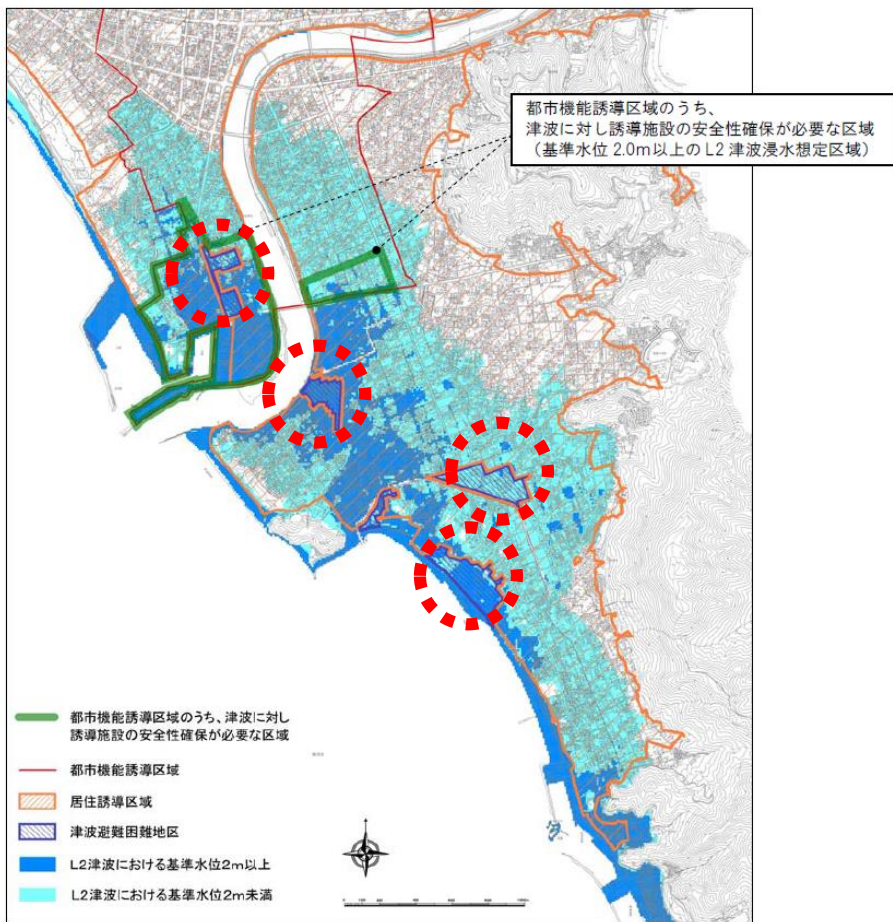 都市機能誘導区域のうち、
津波に対し誘導施設の安全性確保が必要な区域
（基準水位 2.0m以上の L2 津波浸水想定区域）
都市機能誘導区域のうち、津波に対し
誘導施設の安全性確保が必要な区域
都市機能誘導区域
居住誘導区域
津波避難困難地区
L2津波における基準水位2m以上
L2津波における基準水位2m未満